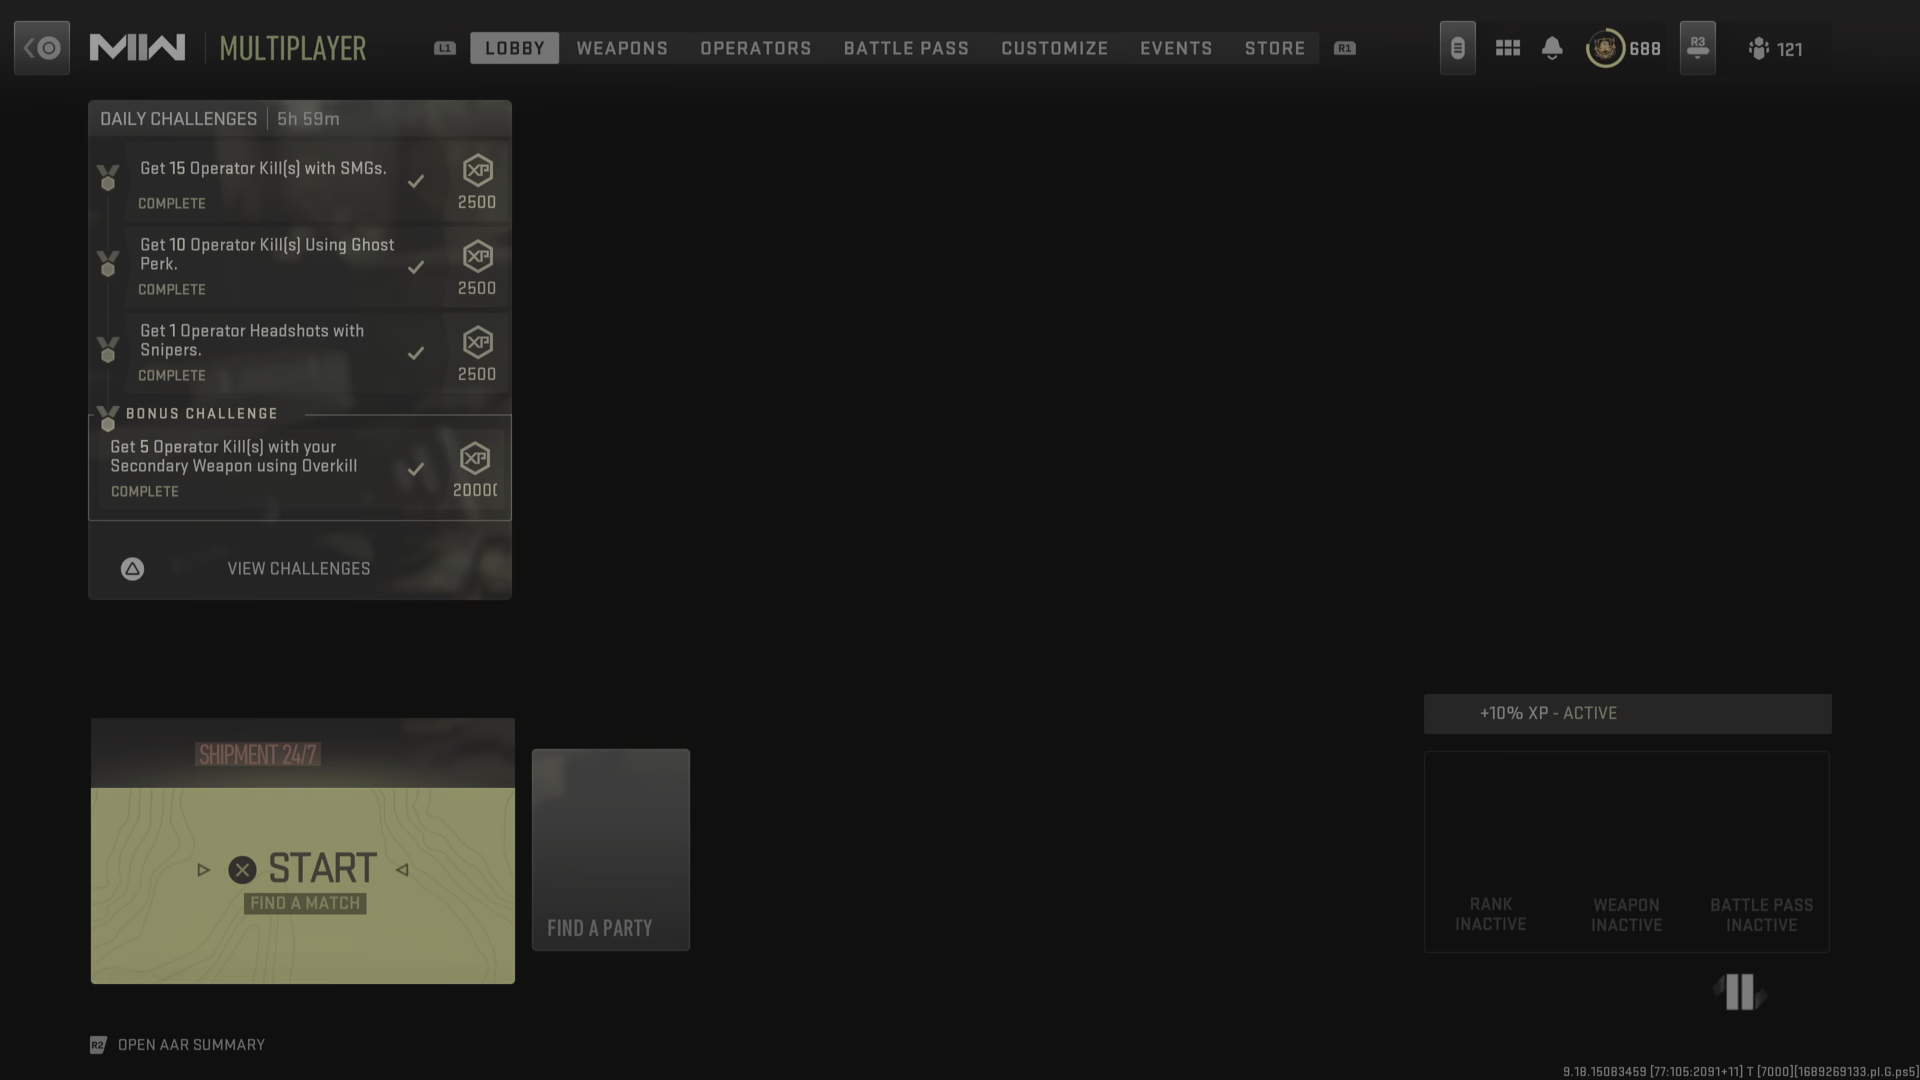 MW MULTIPLAYER
L1 LOBBY WEAPONS OPERATORS BATTLE PASS CUSTOMIZE EVENTS STORE R1
688 R3 121
DAILY CHALLENGES 5h 59m
Get 15 Operator Kill(s) with SMGs.
COMPLETE
XP
2500
Get 10 Operator Kill(s) Using Ghost
Perk.
COMPLETE
XP
2500
Get 1 Operator Headshots with
Snipers.
COMPLETE
XP
2500
BONUS CHALLENGE
Get 5 Operator Kill(s) with your
Secondary Weapon using Overkill
COMPLETE
XP
VIEW CHALLENGES
SHIPMENT 24/7
START
FIND A MATCH
FIND A PARTY
+10% XP - ACTIVE
RANK
INACTIVE
WEAPON
INACTIVE
BATTLE PASS
INACTIVE
R2 OPEN AAR SUMMARY
9.18.15083459 [77:105:2091+11] T [7000][1689269133.pl.G.ps5]